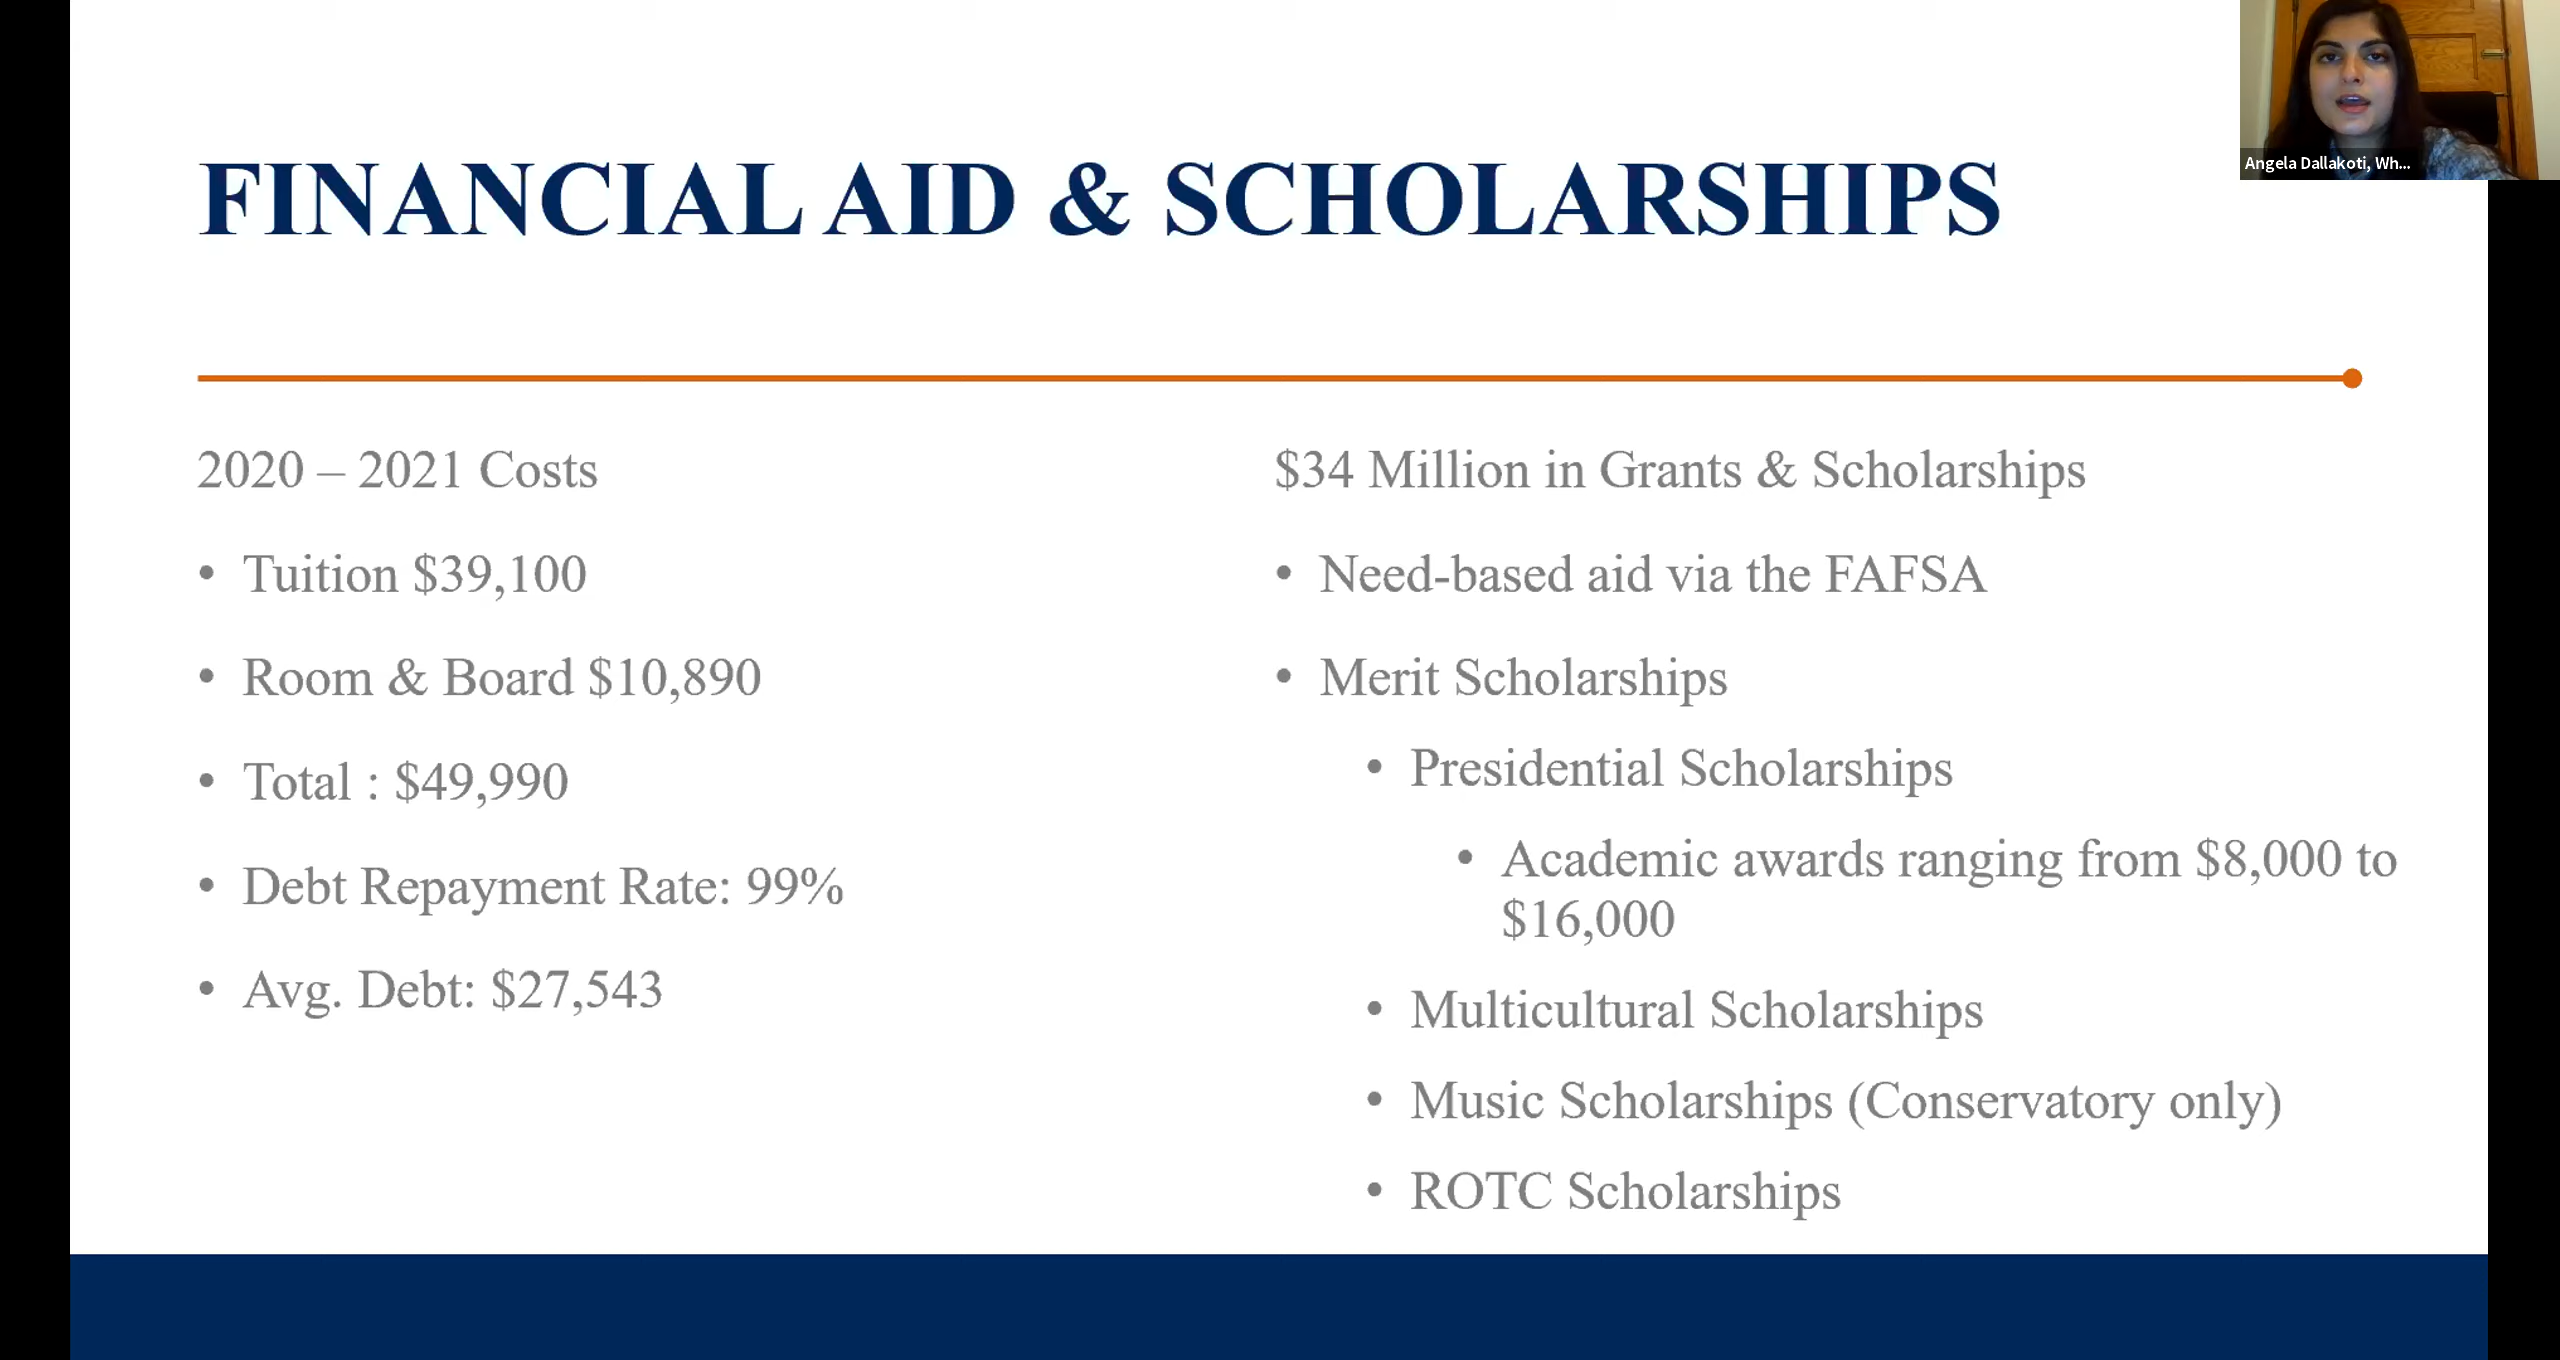 FINANCIAL AID & SCHOLARSHIPS
2020 – 2021 Costs
• Tuition $39,100
• Room & Board $10,890
• Total : $49,990
• Debt Repayment Rate: 99%
• Avg. Debt: $27,543
$34 Million in Grants & Scholarships
• Need-based aid via the FAFSA
• Merit Scholarships
• Presidential Scholarships
• Academic awards ranging from $8,000 to
$16,000
• Multicultural Scholarships
• Music Scholarships (Conservatory only)
• ROTC Scholarships
Angela Dallakoti, Wh...